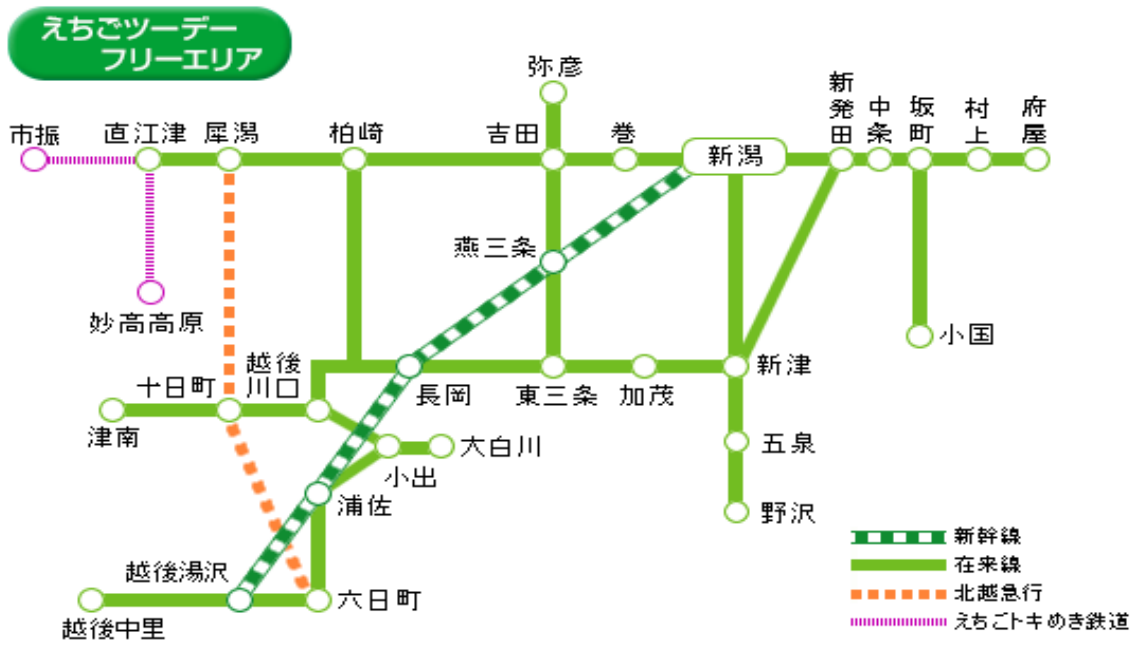 えちごツーデー
フリーエリア
弥彦
市振
直江津
犀潟
柏崎
吉田
巻
新潟
新発田
中条
坂町
村上
府屋
燕三条
妙高高原
小国
越後
川口
長岡
東三条
加茂
新津
十日町
津南
大白川
小出
五泉
浦佐
野沢
越後湯沢
六日町
越後中里
新幹線
在来線
北越急行
えちごトキめき鉄道